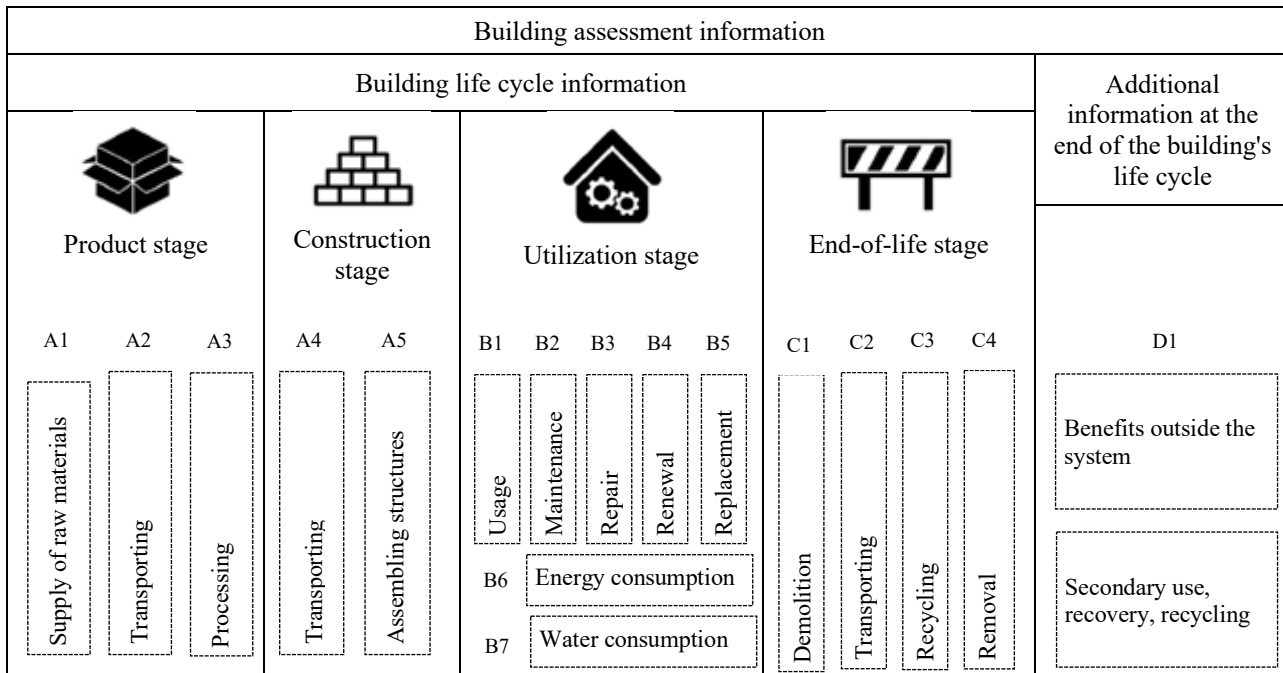 Building assessment information
Building life cycle information
Additional
information at the
end of the building's
life cycle
Product stage
Construction
stage
Utilization stage
End-of-life stage
A1
A2
A3
A4
A5
B1
B2
B3
B4
B5
C1
C2
C3
C4
D1
Supply of raw materials
Transporting
Processing
Transporting
Assembling structures
Usage
Maintenance
Repair
Renewal
Replacement
B6
Energy consumption
B7
Water consumption
Demolition
Transporting
Recycling
Removal
Benefits outside the
system
Secondary use,
recovery, recycling